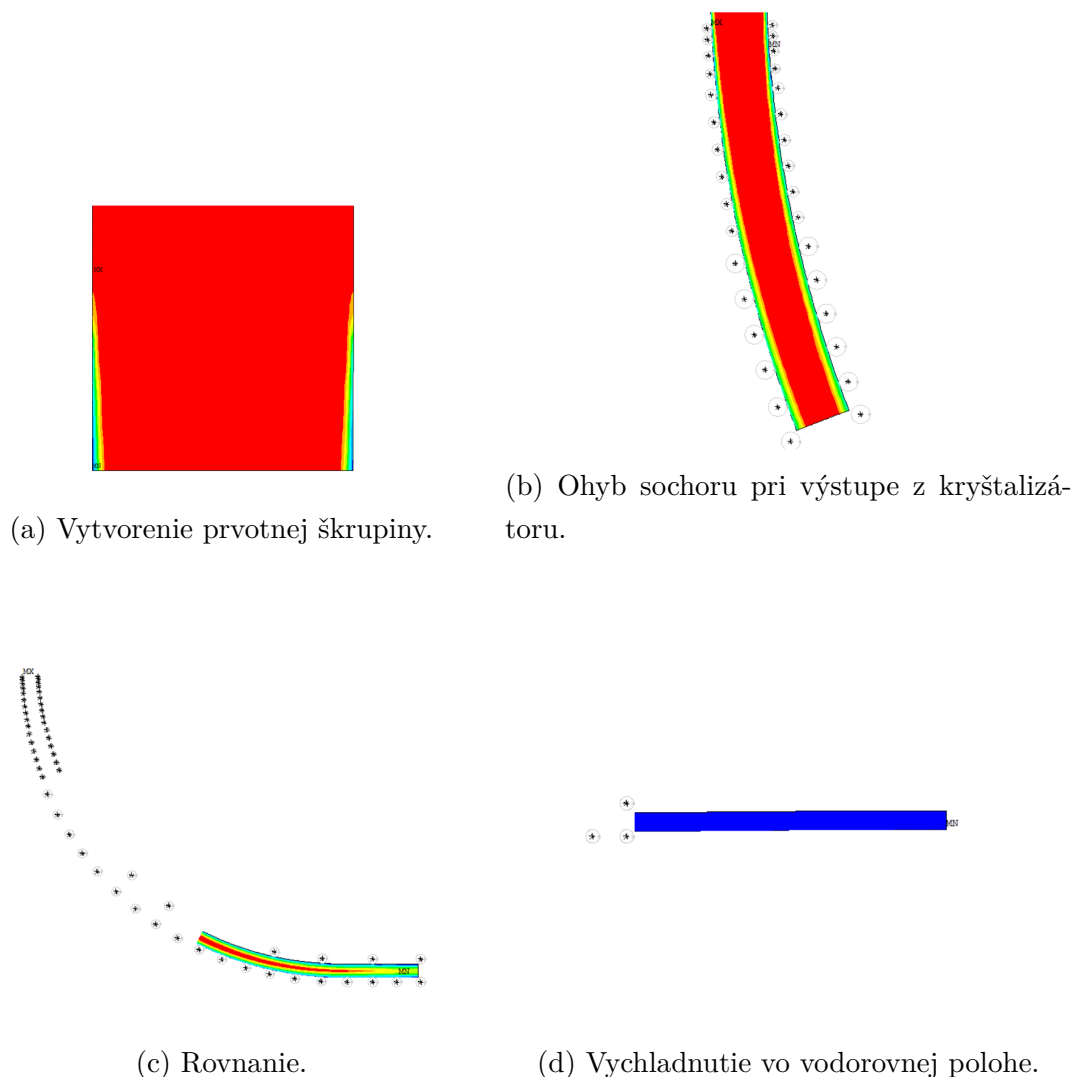 MX
MN
MX
MN
(a) Vytvorenie prvotnej škrupiny.
(b) Ohyb sochoru pri výstupe z kryštalizá-
toru.
MX
MN
MN
(c) Rovnanie.
(d) Vychladnutie vo vodorovnej polohe.